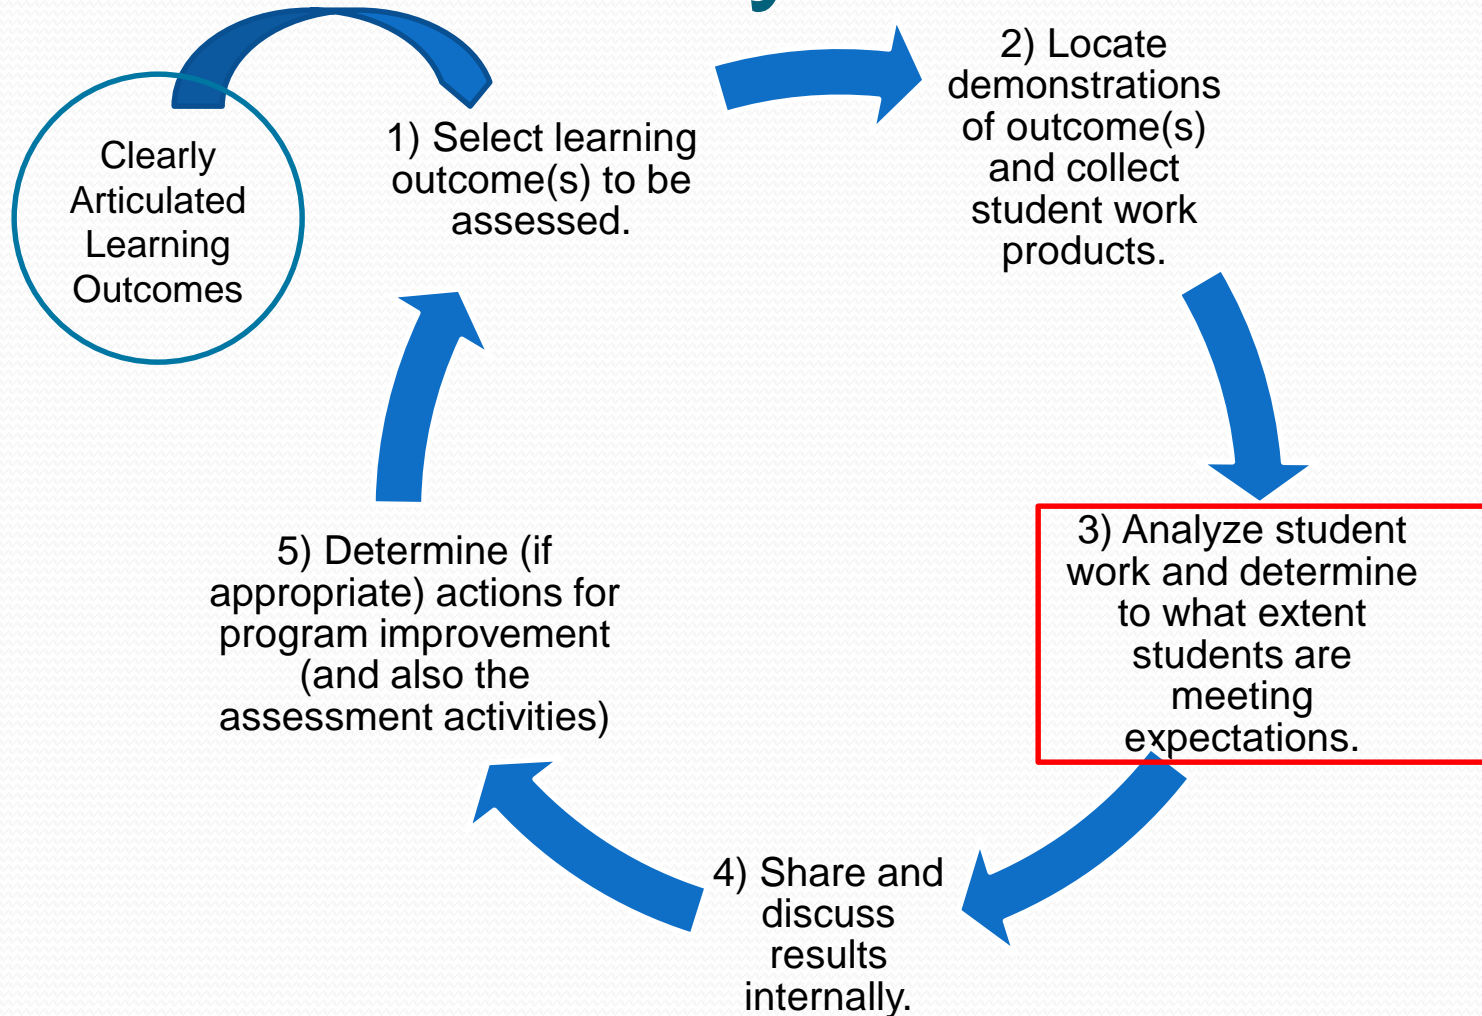 Clearly
Articulated
Learning
Outcomes
1) Select learning
outcome(s) to be
assessed.
2) Locate
demonstrations
of outcome(s)
and collect
student work
products.
3) Analyze student
work and determine
to what extent
students are
meeting
expectations.
4) Share and
discuss
results
internally.
5) Determine (if
appropriate) actions for
program improvement
(and also the
assessment activities)